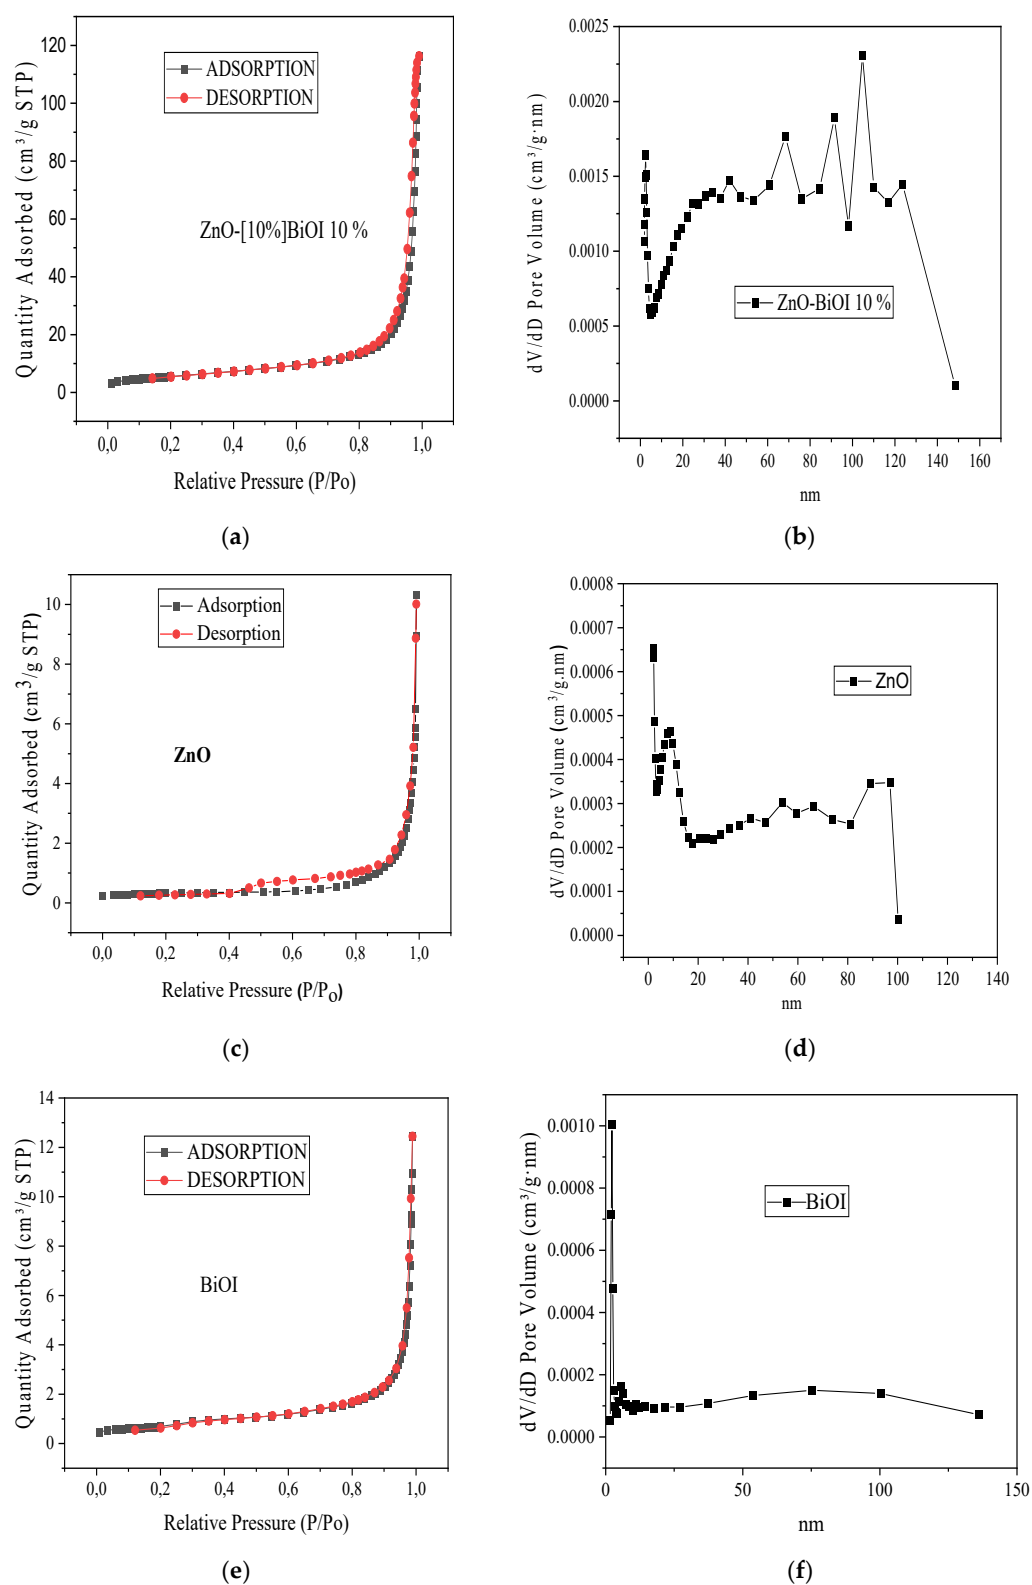 120
100
80
60
40
20
0
Quantity Adsorbed (cm³/g STP)
ADSORPTION
DESORPTION
ZnO-[10%]BiOI 10 %
0,0 0,2 0,4 0,6 0,8 1,0
Relative Pressure (P/Po)
(a)
0.0025
0.0020
0.0015
0.0010
0.0005
0.0000
dV/dD Pore Volume (cm³/g·nm)
ZnO-BiOI 10 %
0 20 40 60 80 100 120 140 160
nm
(b)
10
8
6
4
2
0
Quantity Adsorbed (cm³/g STP)
Adsorption
Desorption
ZnO
0,0 0,2 0,4 0,6 0,8 1,0
Relative Pressure (P/PO)
(c)
0.0008
0.0007
0.0006
0.0005
0.0004
0.0003
0.0002
0.0001
0.0000
dV/dD Pore Volume (cm³/g.nm)
ZnO
0 20 40 60 80 100 120 140
nm
(d)
14
12
10
8
6
4
2
0
Quantity Adsorbed (cm³/g STP)
ADSORPTION
DESORPTION
BiOI
0,0 0,2 0,4 0,6 0,8 1,0
Relative Pressure (P/Po)
(e)
0.0010
0.0008
0.0006
0.0004
0.0002
0.0000
dV/dD Pore Volume (cm³/g·nm)
BiOI
0 50 100 150
nm
(f)